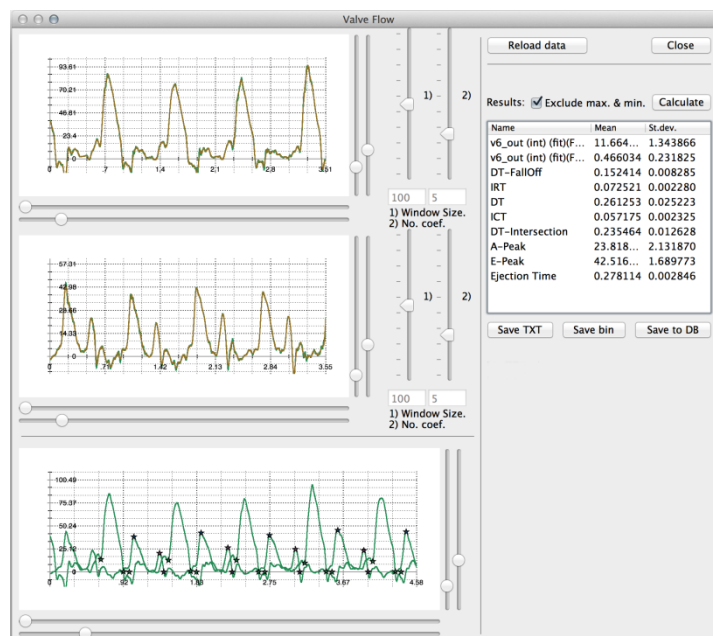 Valve Flow
93.61
70.21
46.81
23.4
0
0
.7
1.4
2.11
2.81
3.51
1)
2)
100
5
1) Window Size.
2) No. coef.
57.31
42.98
28.66
14.33
0
0
.71
1.42
2.13
2.84
3.55
1)
2)
100
5
1) Window Size.
2) No. coef.
100.49
75.37
50.24
25.12
0
0
.92
1.83
2.75
3.67
4.58
Reload data
Close
Results:
Exclude max. & min.
Calculate
Name Mean St.dev.
v6_out (int) (fit)(F... 11.664... 1.343866
v6_out (int) (fit)(F... 0.466034 0.231825
DT-FallOff 0.152414 0.008285
IRT 0.072521 0.002280
DT 0.261253 0.025223
ICT 0.057175 0.002325
DT-Intersection 0.235464 0.012628
A-Peak 23.818... 2.131870
E-Peak 42.516... 1.689773
Ejection Time 0.278114 0.002846
Save TXT
Save bin
Save to DB